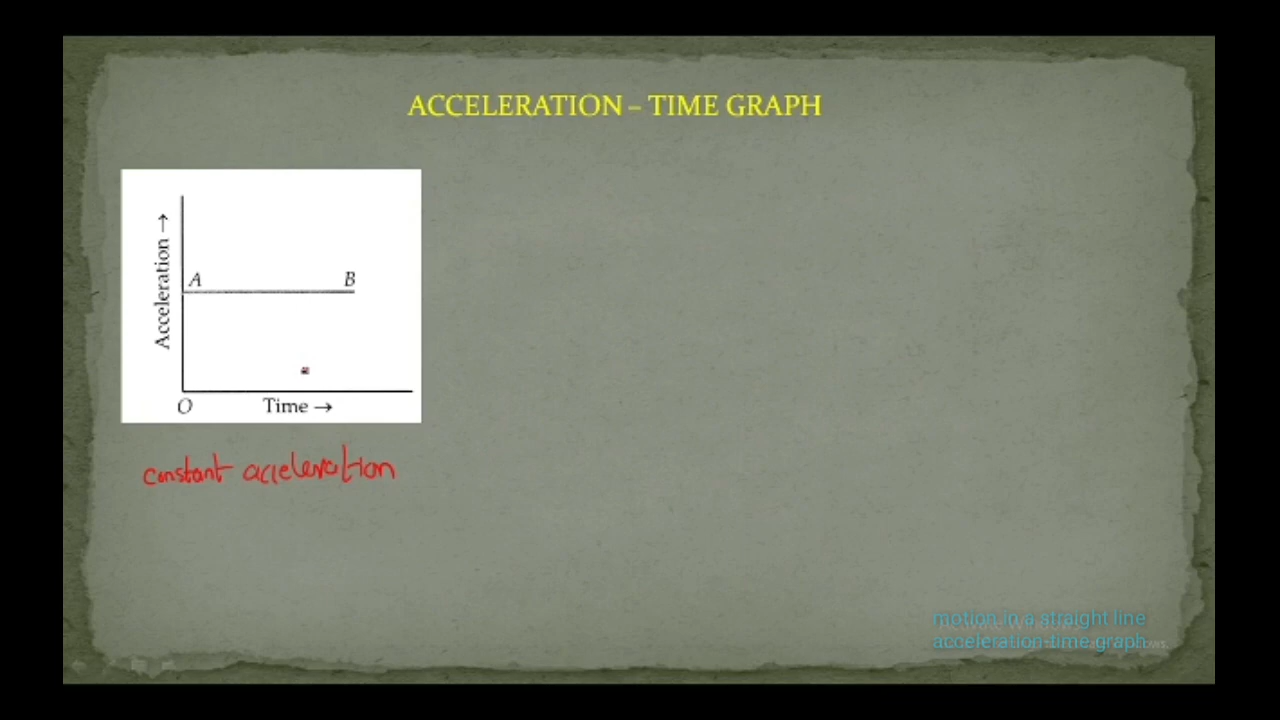 ACCELERATION – TIME GRAPH
Acceleration →
A
B
O
Time →
constant acceleration
motion in a straight line
acceleration-time graph